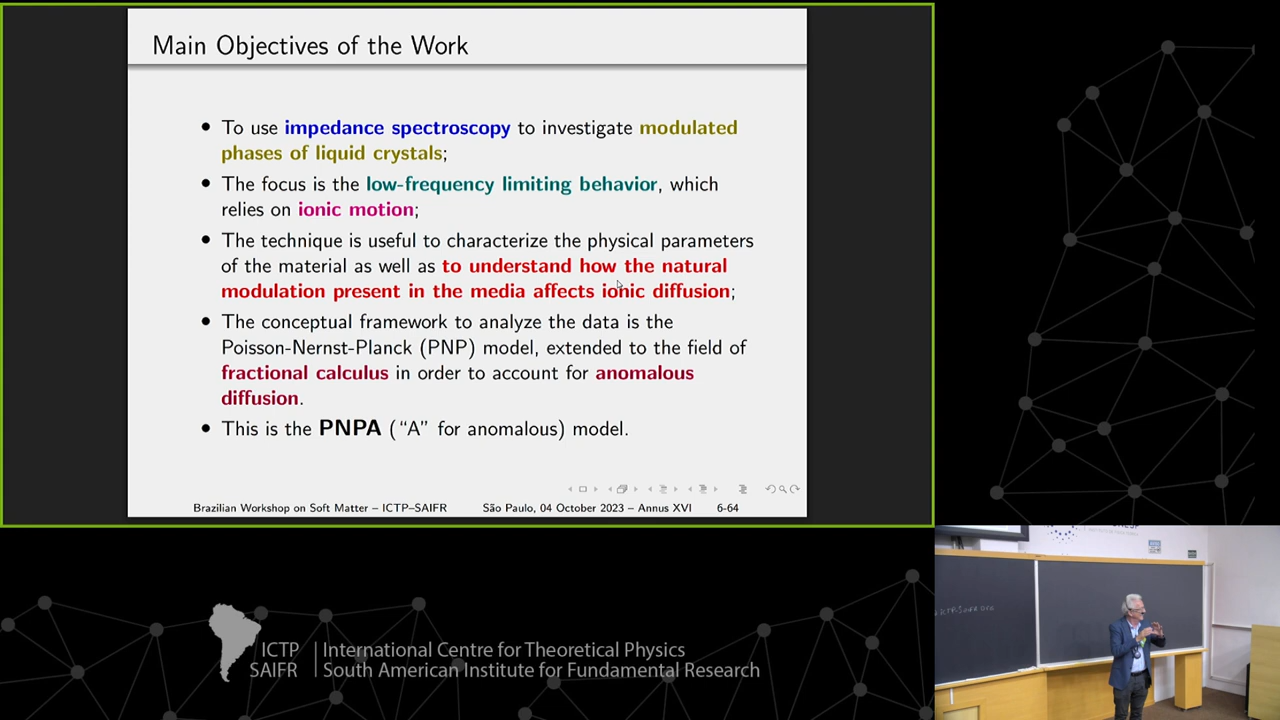 Main Objectives of the Work
• To use impedance spectroscopy to investigate modulated
phases of liquid crystals;
• The focus is the low-frequency limiting behavior, which
relies on ionic motion;
• The technique is useful to characterize the physical parameters
of the material as well as to understand how the natural
modulation present in the media affects ionic diffusion;
• The conceptual framework to analyze the data is the
Poisson-Nernst-Planck (PNP) model, extended to the field of
fractional calculus in order to account for anomalous
diffusion.
• This is the PNPA (“A” for anomalous) model.
Brazilian Workshop on Soft Matter – ICTP–SAIFR São Paulo, 04 October 2023 – Annus XVI 6-64
ICTP International Centre for Theoretical Physics
SAIFR South American Institute for Fundamental Research